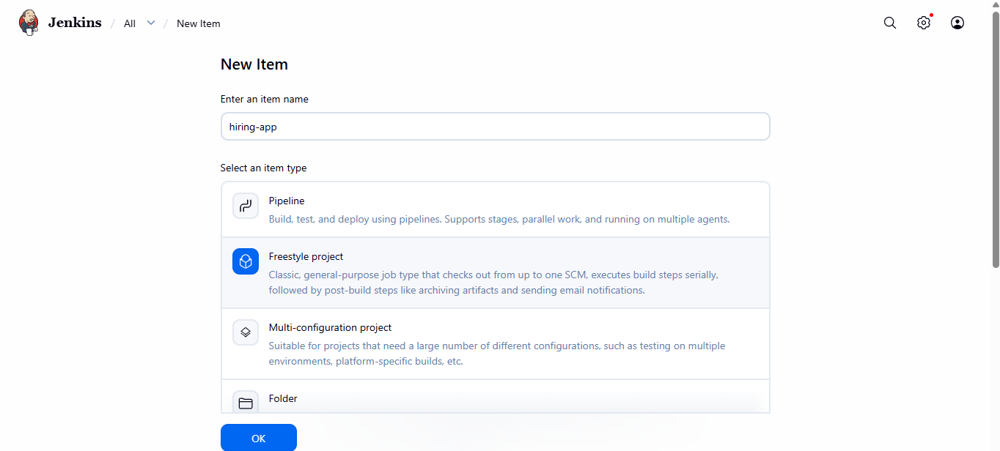 Jenkins / All / New Item
New Item
Enter an item name
hiring-app
Select an item type
Pipeline
Build, test, and deploy using pipelines. Supports stages, parallel work, and running on multiple agents.
Freestyle project
Classic, general-purpose job type that checks out from up to one SCM, executes build steps serially,
followed by post-build steps like archiving artifacts and sending email notifications.
Multi-configuration project
Suitable for projects that need a large number of different configurations, such as testing on multiple
environments, platform-specific builds, etc.
Folder
OK